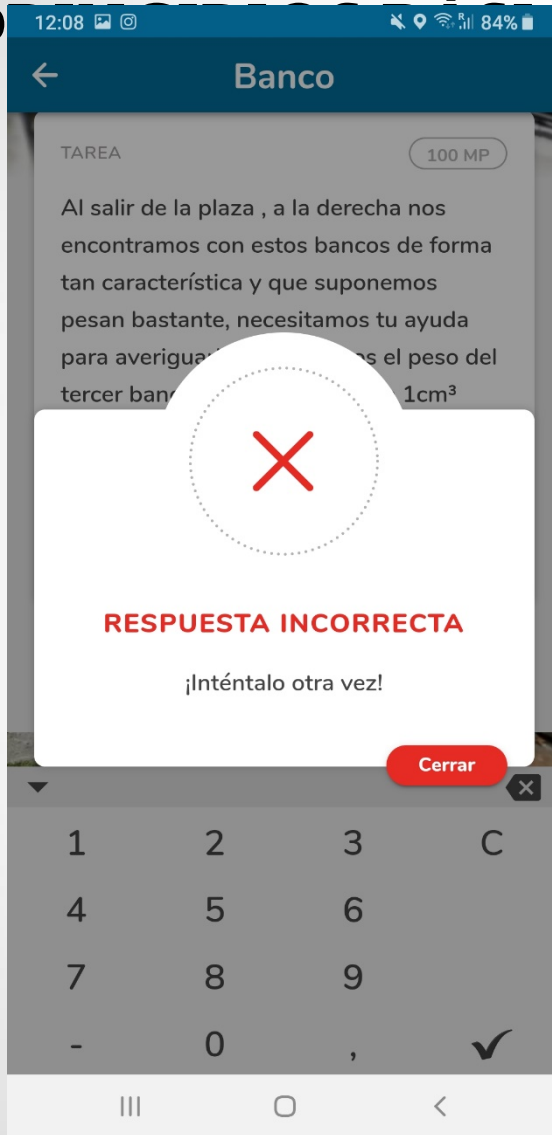 12:08 84%
Banco
TAREA 100 MP
Al salir de la plaza , a la derecha nos
encontramos con estos bancos de forma
tan característica y que suponemos
pesan bastante, necesitamos tu ayuda
para el peso del
tercer 1cm³
RESPUESTA INCORRECTA
¡Inténtalo otra vez!
Cerrar
1 2 3 C
4 5 6
7 8 9
- 0 ,